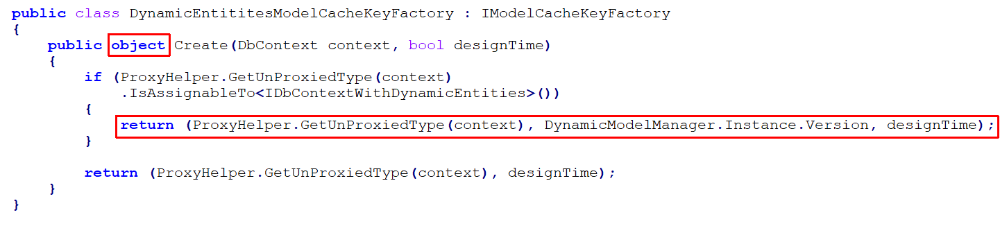 public class DynamicEntititesModelCacheKeyFactory : IModelCacheKeyFactory
{
    public object Create(DbContext context, bool designTime)
    {
        if (ProxyHelper.GetUnProxiedType(context)
            .IsAssignableTo<IDbContextWithDynamicEntities>())
        {
            return (ProxyHelper.GetUnProxiedType(context), DynamicModelManager.Instance.Version, designTime);
        }

        return (ProxyHelper.GetUnProxiedType(context), designTime);
    }
}